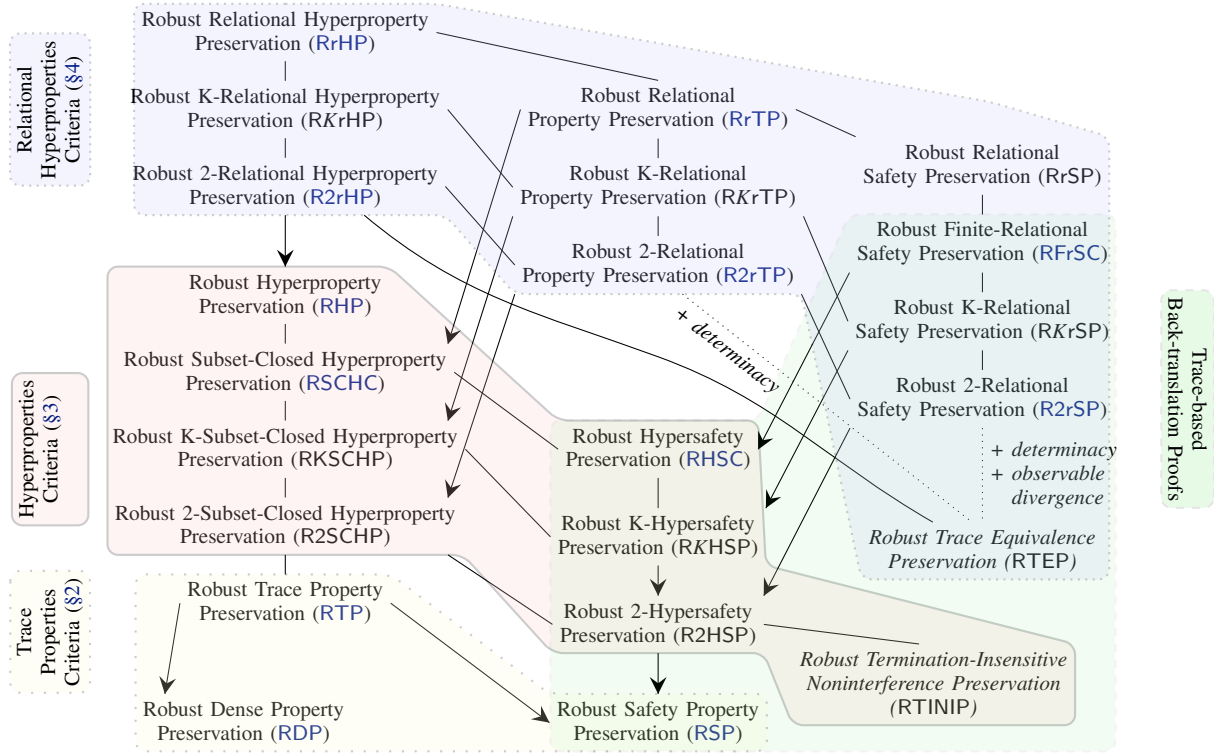 Robust Relational Hyperproperty
Preservation (RrHP)
Robust K-Relational Hyperproperty
Preservation (RKrHP)
Robust 2-Relational Hyperproperty
Preservation (R2rHP)
Relational
Hyperproperties
Criteria (§4)
Robust Relational
Property Preservation (RrTP)
Robust K-Relational
Property Preservation (RKrTP)
Robust 2-Relational
Property Preservation (R2rTP)
Robust Relational
Safety Preservation (RrSP)
Robust Finite-Relational
Safety Preservation (RFrSC)
Robust K-Relational
Safety Preservation (RKrSP)
Robust 2-Relational
Safety Preservation (R2rSP)
+ determinacy
+ determinacy
+ observable
divergence
Robust Trace Equivalence
Preservation (RTEP)
Trace-based
Back-translation Proofs
Hyperproperties
Criteria (§3)
Robust Hyperproperty
Preservation (RHP)
Robust Subset-Closed Hyperproperty
Preservation (RSCHC)
Robust K-Subset-Closed Hyperproperty
Preservation (RKSCHP)
Robust 2-Subset-Closed Hyperproperty
Preservation (R2SCHP)
Robust Hypersafety
Preservation (RHSC)
Robust K-Hypersafety
Preservation (RKHSP)
Robust 2-Hypersafety
Preservation (R2HSP)
Robust Termination-Insensitive
Noninterference Preservation
(RTINIP)
Trace
Properties
Criteria (§2)
Robust Trace Property
Preservation (RTP)
Robust Dense Property
Preservation (RDP)
Robust Safety Property
Preservation (RSP)